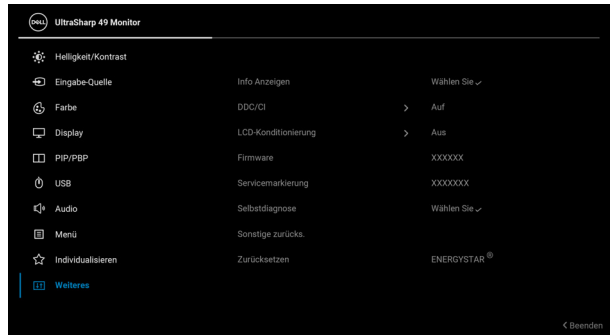 DELL UltraSharp 49 Monitor
Helligkeit/Kontrast
Eingabe-Quelle Info Anzeigen Wählen Sie
Farbe DDC/CI > Auf
Display LCD-Konditionierung > Aus
PIP/PBP Firmware XXXXXX
USB Servicemarkierung XXXXXXX
Audio Selbstdiagnose Wählen Sie
Menü Sonstige zurücks.
Individualisieren Zurücksetzen ENERGYSTAR ®
Weiteres
< Beenden